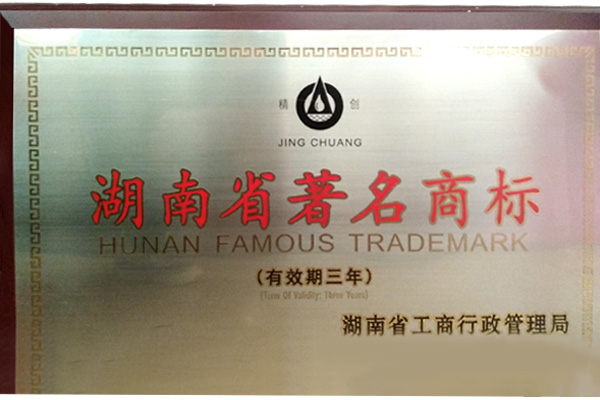 精 创
JING CHUANG
湖南省著名商标
HUNAN FAMOUS TRADEMARK
(有效期三年)
(Time Of Validity: Three Years)
湖南省工商行政管理局